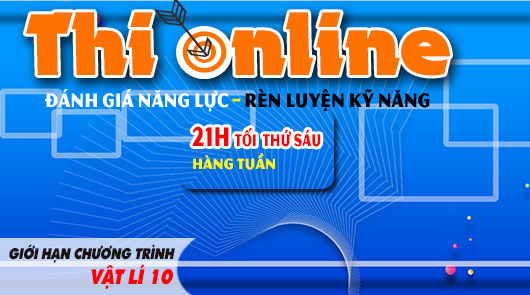 Thi Online
ĐÁNH GIÁ NĂNG LỰC - RÈN LUYỆN KỸ NĂNG
21H TỐI THỨ SÁU
HÀNG TUẦN
GIỚI HẠN CHƯƠNG TRÌNH
VẬT LÍ 10